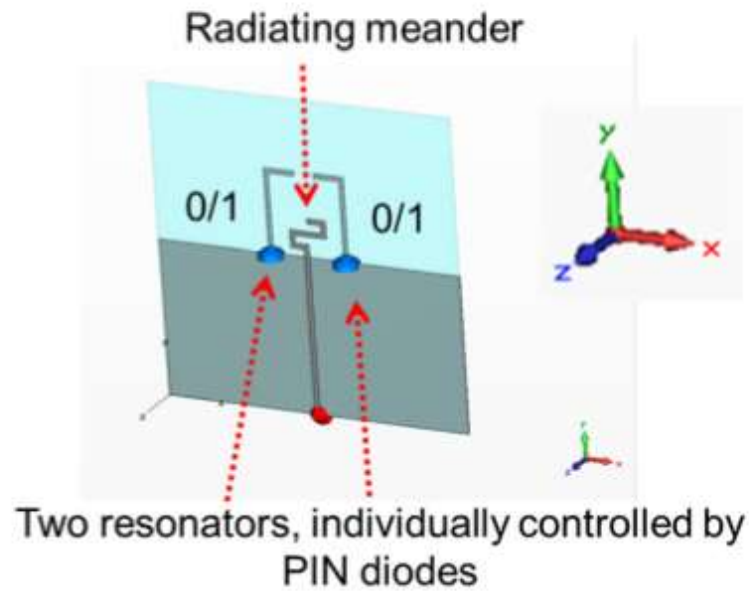 Radiating meander
0/1
0/1
Y
X
Z
Two resonators, individually controlled by
PIN diodes